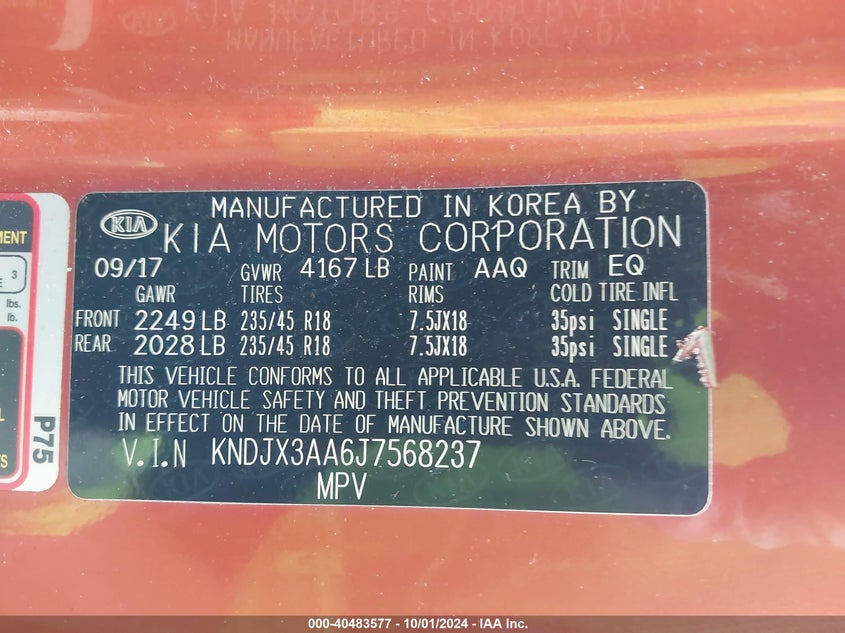 MANUFACTURED IN KOREA BY
KIA KIA MOTORS CORPORATION
09/17 GVWR 4167 LB PAINT AAQ TRIM EQ
GAWR TIRES RIMS COLD TIRE INFL
FRONT 2249 LB 235/45 R18 7.5JX18 35psi SINGLE
REAR 2028 LB 235/45 R18 7.5JX18 35psi SINGLE
THIS VEHICLE CONFORMS TO ALL APPLICABLE U.S.A. FEDERAL
MOTOR VEHICLE SAFETY AND THEFT PREVENTION STANDARDS
IN EFFECT ON THE DATE OF MANUFACTURE SHOWN ABOVE.
V.I.N KNDJX3AA6J7568237
MPV
3
lbs.
lb.
P75
000-40483577 - 10/01/2024 - IAA Inc.